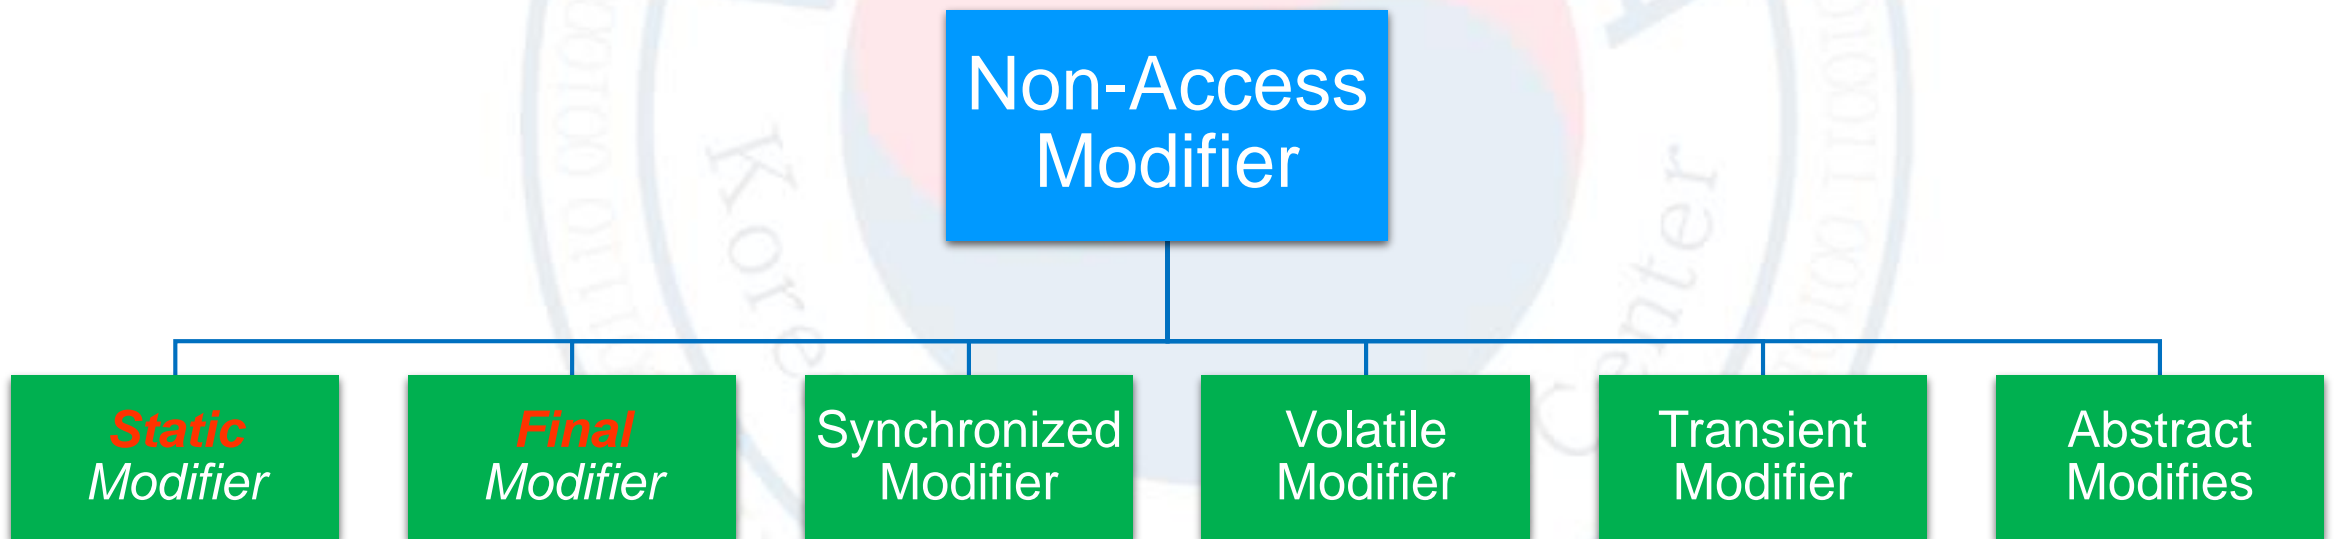 Non-Access
Modifier
Static
Modifier
Final
Modifier
Synchronized
Modifier
Volatile
Modifier
Transient
Modifier
Abstract
Modifies